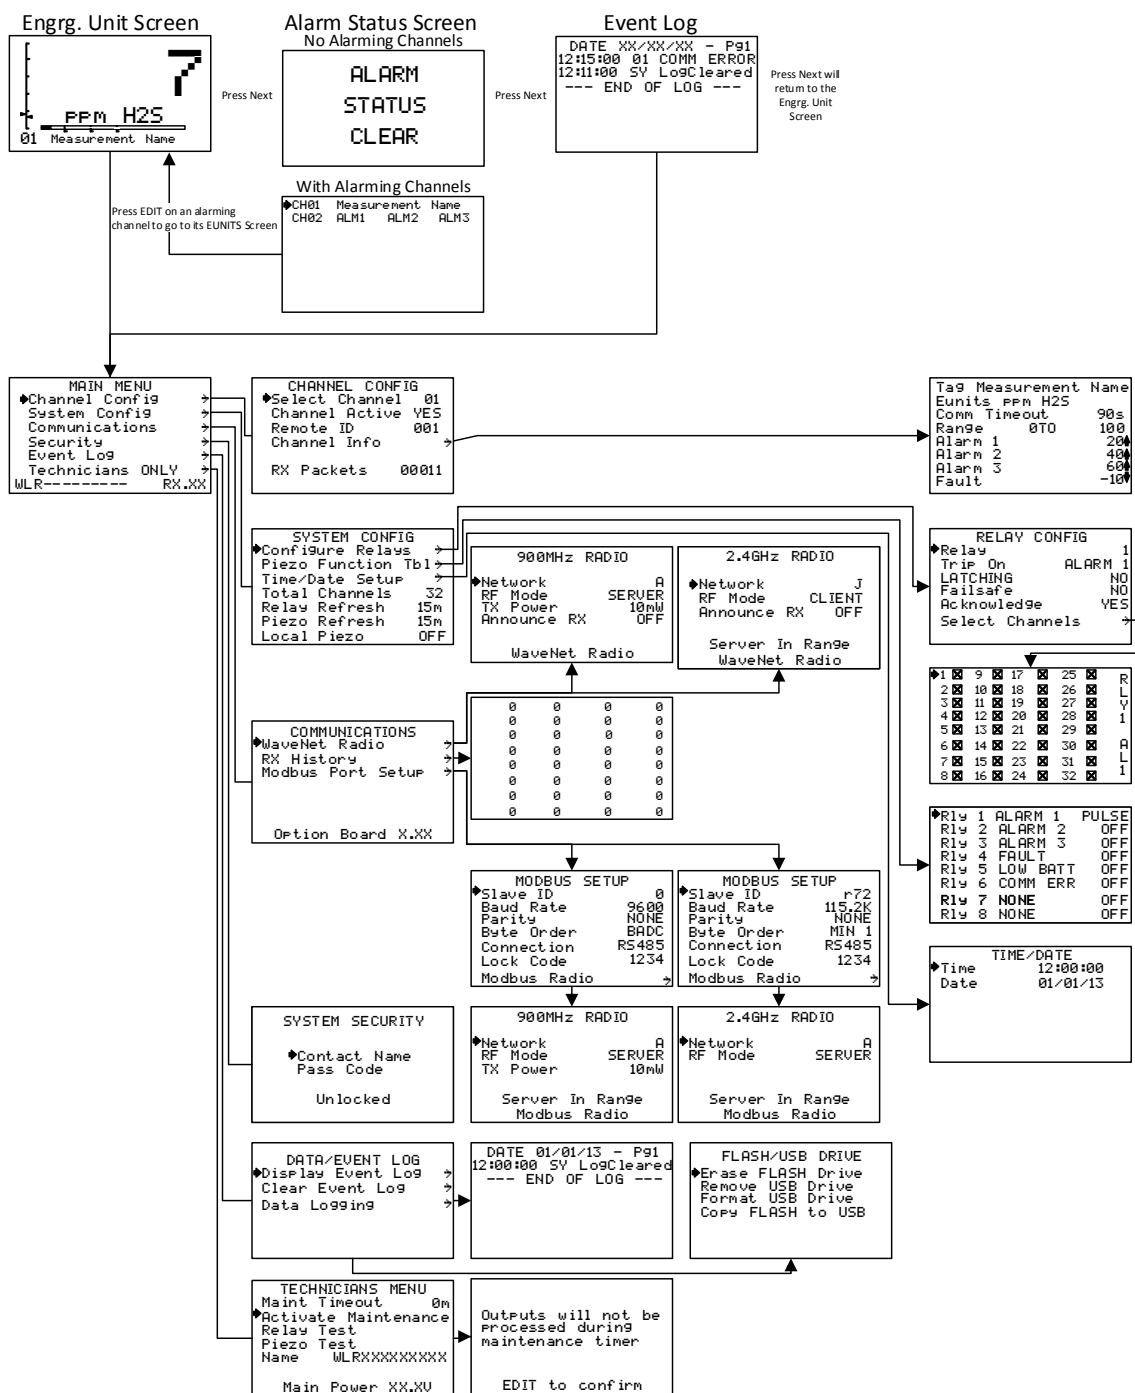 Engrg. Unit Screen
7
ppm H2S
01 Measurement Name
Press Next
Alarm Status Screen
No Alarming Channels
ALARM
STATUS
CLEAR
Press Next
Event Log
DATE XX/XX/XX - Pg1
12:15:00 01 COMM ERROR
12:11:00 SY LogCleared
--- END OF LOG ---
Press Next will
return to the
Engrg. Unit
Screen
With Alarming Channels
CH01 Measurement Name
CH02 ALM1 ALM2 ALM3
Press EDIT on an alarming
channel to go to its EUNITS Screen
MAIN MENU
Channel Config
System Config
Communications
Security
Event Log
Technicians ONLY
WLR--------- RX.XX
CHANNEL CONFIG
Select Channel 01
Channel Active YES
Remote ID 001
Channel Info
RX Packets 00011
Tag Measurement Name
Eunits ppm H2S
Comm Timeout 90s
Range 0TO 100
Alarm 1 20
Alarm 2 40
Alarm 3 60
Fault -10
SYSTEM CONFIG
Configure Relays
Piezo Function Tbl
Time/Date Setup
Total Channels 32
Relay Refresh 15m
Piezo Refresh 15m
Local Piezo OFF
900MHz RADIO
Network A
RF Mode SERVER
TX Power 10mW
Announce RX OFF
WaveNet Radio
2.4GHz RADIO
Network J
RF Mode CLIENT
Announce RX OFF
Server In Range
WaveNet Radio
RELAY CONFIG
Relay 1
Trip On ALARM 1
LATCHING NO
Failsafe NO
Acknowledge YES
Select Channels
1 9 17 25
2 10 18 26
3 11 19 27
4 12 20 28
5 13 21 29
6 14 22 30
7 15 23 31
8 16 24 32
RLY1 AL1
COMMUNICATIONS
WaveNet Radio
RX History
Modbus Port Setup
Option Board X.XX
0 0 0 0
0 0 0 0
0 0 0 0
0 0 0 0
0 0 0 0
0 0 0 0
0 0 0 0
0 0 0 0
Rly 1 ALARM 1 PULSE
Rly 2 ALARM 2 OFF
Rly 3 ALARM 3 OFF
Rly 4 FAULT OFF
Rly 5 LOW BATT OFF
Rly 6 COMM ERR OFF
Rly 7 NONE OFF
Rly 8 NONE OFF
MODBUS SETUP
Slave ID 0
Baud Rate 9600
Parity NONE
Byte Order BADC
Connection RS485
Lock Code 1234
Modbus Radio
MODBUS SETUP
Slave ID r72
Baud Rate 115.2K
Parity NONE
Byte Order MIN 1
Connection RS485
Lock Code 1234
Modbus Radio
TIME/DATE
Time 12:00:00
Date 01/01/13
SYSTEM SECURITY
Contact Name
Pass Code
Unlocked
900MHz RADIO
Network A
RF Mode SERVER
TX Power 10mW
Server In Range
Modbus Radio
2.4GHz RADIO
Network A
RF Mode SERVER
Server In Range
Modbus Radio
DATA/EVENT LOG
Display Event Log
Clear Event Log
Data Logging
DATE 01/01/13 - Pg1
12:00:00 SY LogCleared
--- END OF LOG ---
FLASH/USB DRIVE
Erase FLASH Drive
Remove USB Drive
Format USB Drive
Copy FLASH to USB
TECHNICIANS MENU
Maint Timeout 0m
Activate Maintenance
Relay Test
Piezo Test
Name WLRXXXXXXXXX
Main Power XX.XV
Outputs will not be
processed during
maintenance timer
EDIT to confirm